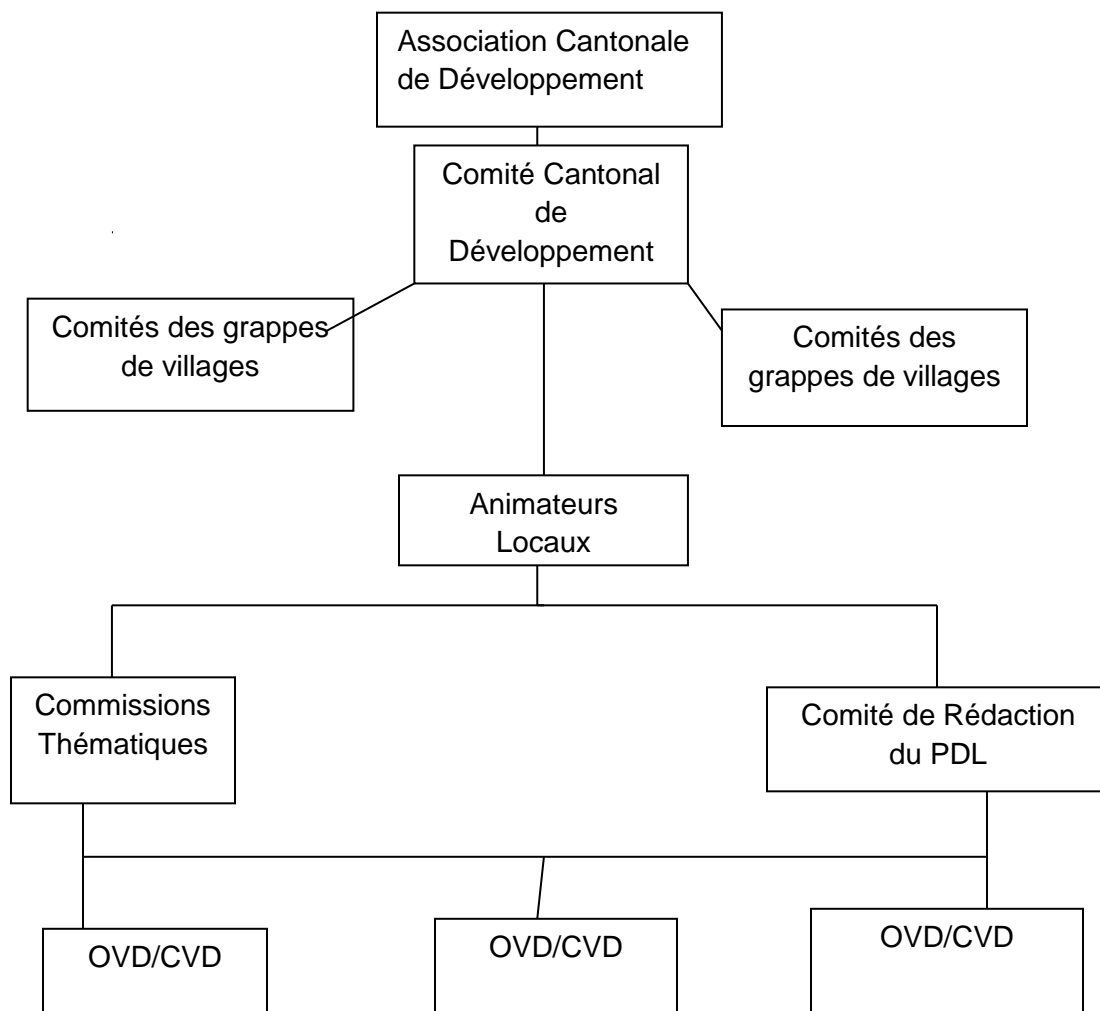 Association Cantonale
de Développement
Comité Cantonal
de
Développement
Comités des grappes
de villages
Comités des
grappes de villages
Animateurs
Locaux
Commissions
Thématiques
Comité de Rédaction
du PDL
OVD/CVD
OVD/CVD
OVD/CVD